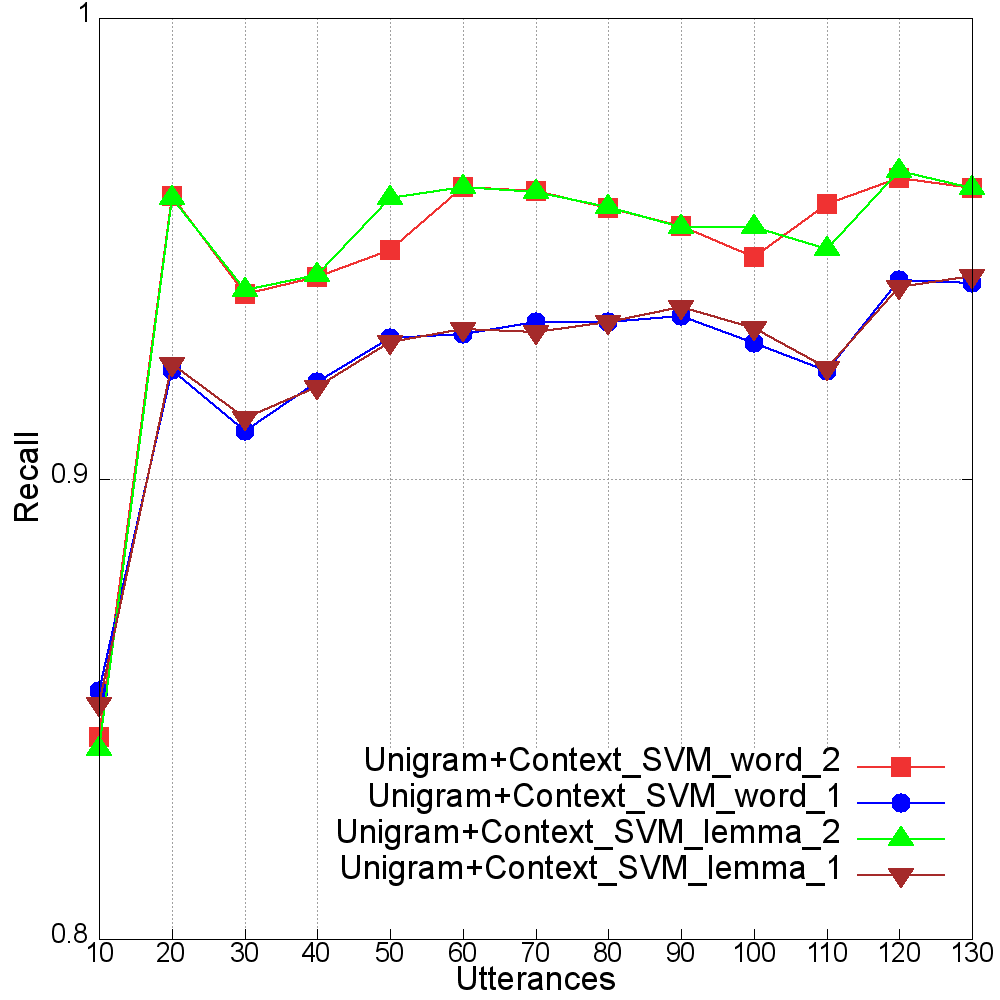 1
0.9
0.8
Recall
Unigram+Context_SVM_word_2
Unigram+Context_SVM_word_1
Unigram+Context_SVM_lemma_2
Unigram+Context_SVM_lemma_1
10 20 30 40 50 60 70 80 90 100 110 120 130
Utterances